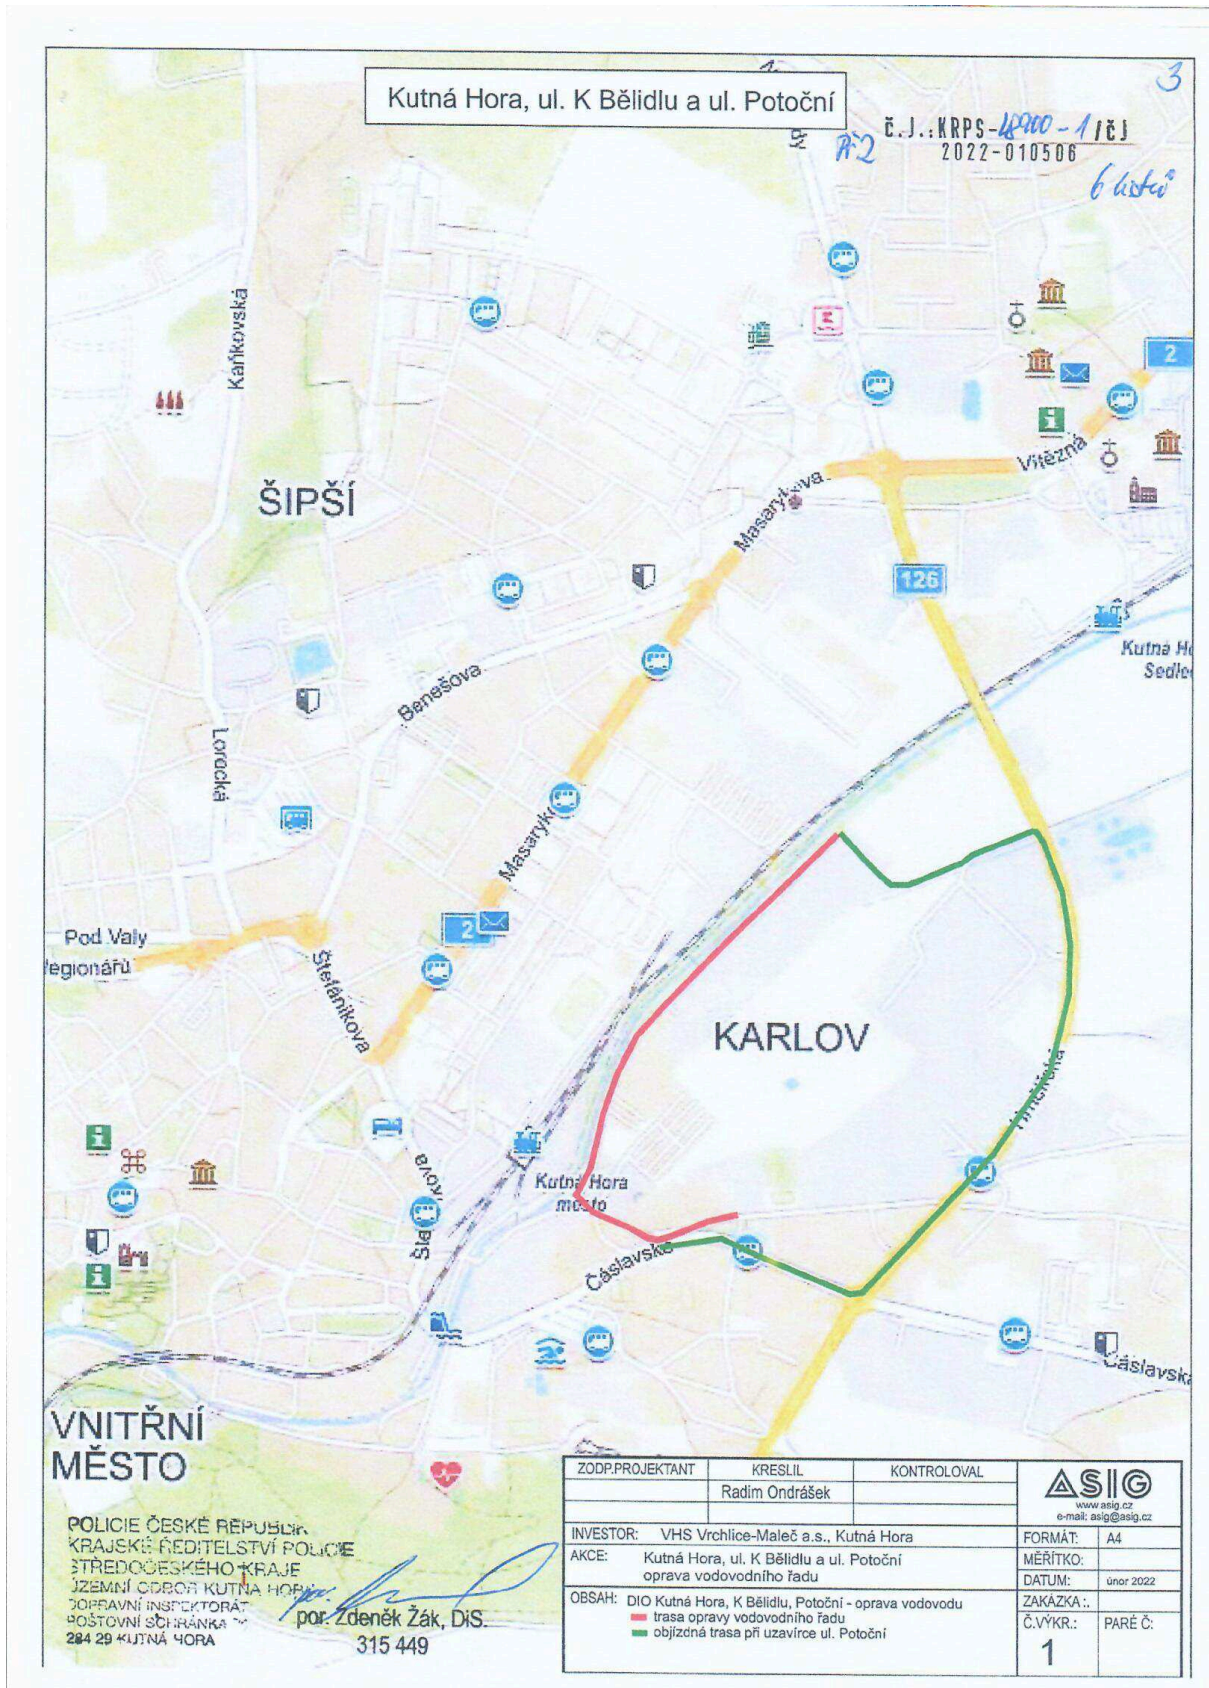 3
Kutná Hora, ul. K Bělidlu a ul. Potoční
č.J.:KRPS-48900-1/čJ
2022-010506
6 listů
Kaňkovská
2
Vítězná
ŠIPŠÍ
Masarykova
126
Kutná H
Sedle
Benešova
Lorecká
Masaryk
2
Pod Valy
legionářů
Štefánikova
KARLOV
Kutná Hora
město
Čáslavská
Čáslavská
VNITŘNÍ
MĚSTO
ZODP.PROJEKTANT KRESLIL KONTROLOVAL
Radim Ondrášek
ASIG
www.asig.cz
e-mail: asig@asig.cz
INVESTOR: VHS Vrchlice-Maleč a.s., Kutná Hora
FORMÁT: A4
AKCE: Kutná Hora, ul. K Bělidlu a ul. Potoční
oprava vodovodního řadu
MĚŘÍTKO:
DATUM: únor 2022
OBSAH: DIO Kutná Hora, K Bělidlu, Potoční - oprava vodovodu
trasa opravy vodovodního řadu
objízdná trasa při uzavírce ul. Potoční
ZAKÁZKA:
Č.VÝKR.: PARÉ Č:
1
POLICIE ČESKÉ REPUBLIK
KRAJSKÉ ŘEDITELSTVÍ POLICIE
STŘEDOČESKÉHO KRAJE
ÚZEMNÍ ODBOR KUTNÁ HORA
DOPRAVNÍ INSPEKTORÁT
POŠTOVNÍ SCHRÁNKA
284 29 KUTNÁ HORA
por. Zdeněk Žák, DiS.
315 449